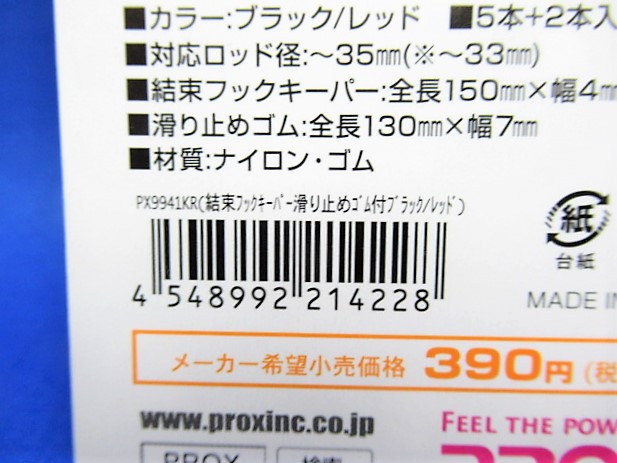 ■カラー:ブラック/レッド ■5本+2本入
■対応ロッド径:～35㎜(※～33㎜)
■結束フックキーパー:全長150㎜×幅4㎜
■滑り止めゴム:全長130㎜×幅7㎜
■材質:ナイロン・ゴム
PX9941KR(結束ﾌｯｸｷｰﾊﾟｰ滑り止めｺﾞﾑ付ﾌﾞﾗｯｸ/ﾚｯﾄﾞ)
紙
台紙
4 548992 214228
MADE IN
メーカー希望小売価格 390円 (税
www.proxinc.co.jp
FEEL THE POW
PROX 検索